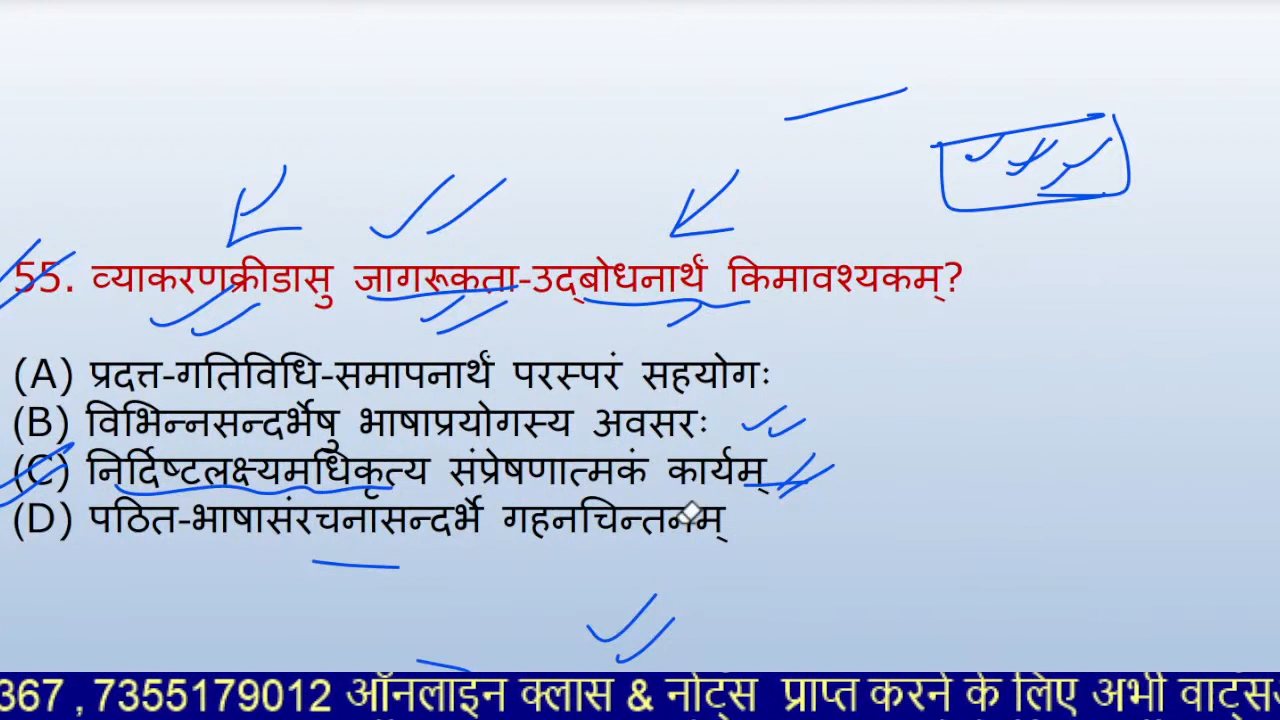 55. व्याकरणक्रीडासु जागरूकता-उद्बोधनार्थं किमावश्यकम्?
(A) प्रदत्त-गतिविधि-समापनार्थं परस्परं सहयोगः
(B) विभिन्नसन्दर्भेषु भाषाप्रयोगस्य अवसरः
(C) निर्दिष्टलक्ष्यमधिकृत्य संप्रेषणात्मकं कार्यम्
(D) पठित-भाषासंरचनासन्दर्भे गहनचिन्तनम्
367 , 7355179012 ऑनलाइन क्लास & नोट्स प्राप्त करने के लिए अभी